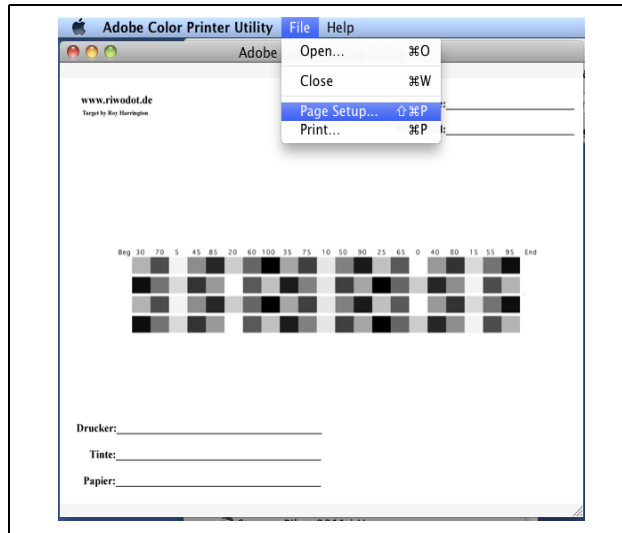 Adobe Color Printer Utility File Help
Adobe
Open... ⌘O
Close ⌘W
Page Setup... ⇧⌘P
Print... ⌘P
www.riwodot.de
Target by Roy Harrington
Beg 30 70 5 45 85 20 60 100 35 75 10 50 90 25 65 0 40 80 15 55 95 End
Drucker:
Tinte:
Papier: